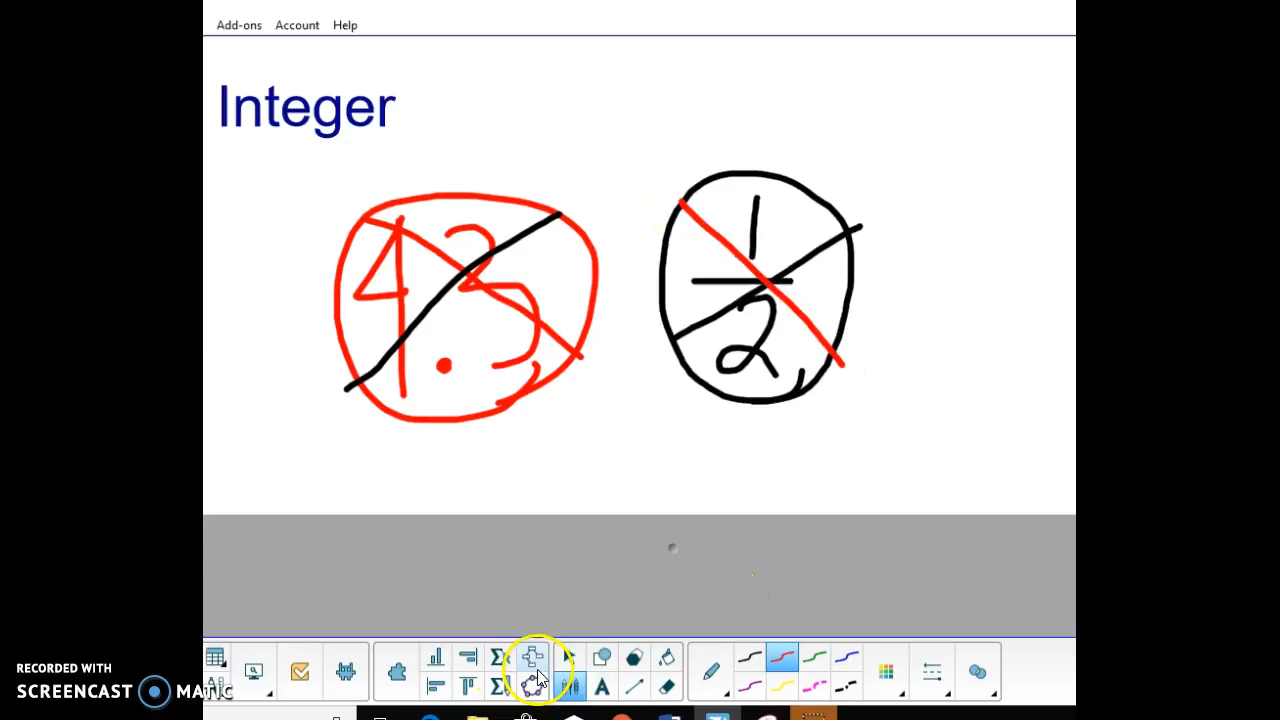 Add-ons Account Help
Integer
4.3
1
2
RECORDED WITH
SCREENCAST MATIC